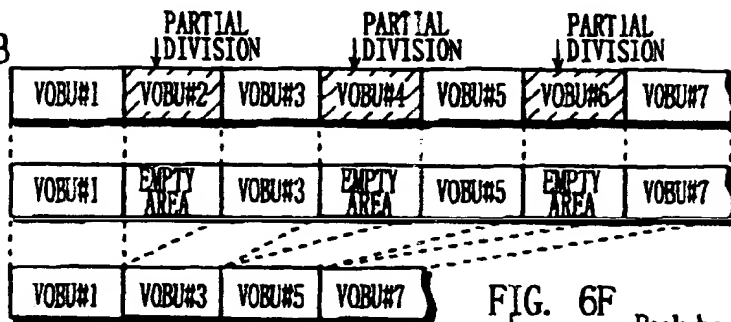 PARTIAL DIVISION PARTIAL DIVISION PARTIAL DIVISION
B
VOBU#1 VOBU#2 VOBU#3 VOBU#4 VOBU#5 VOBU#6 VOBU#7
VOBU#1 EMPTY AREA VOBU#3 EMPTY AREA VOBU#5 EMPTY AREA VOBU#7
VOBU#1 VOBU#3 VOBU#5 VOBU#7
FIG. 6F